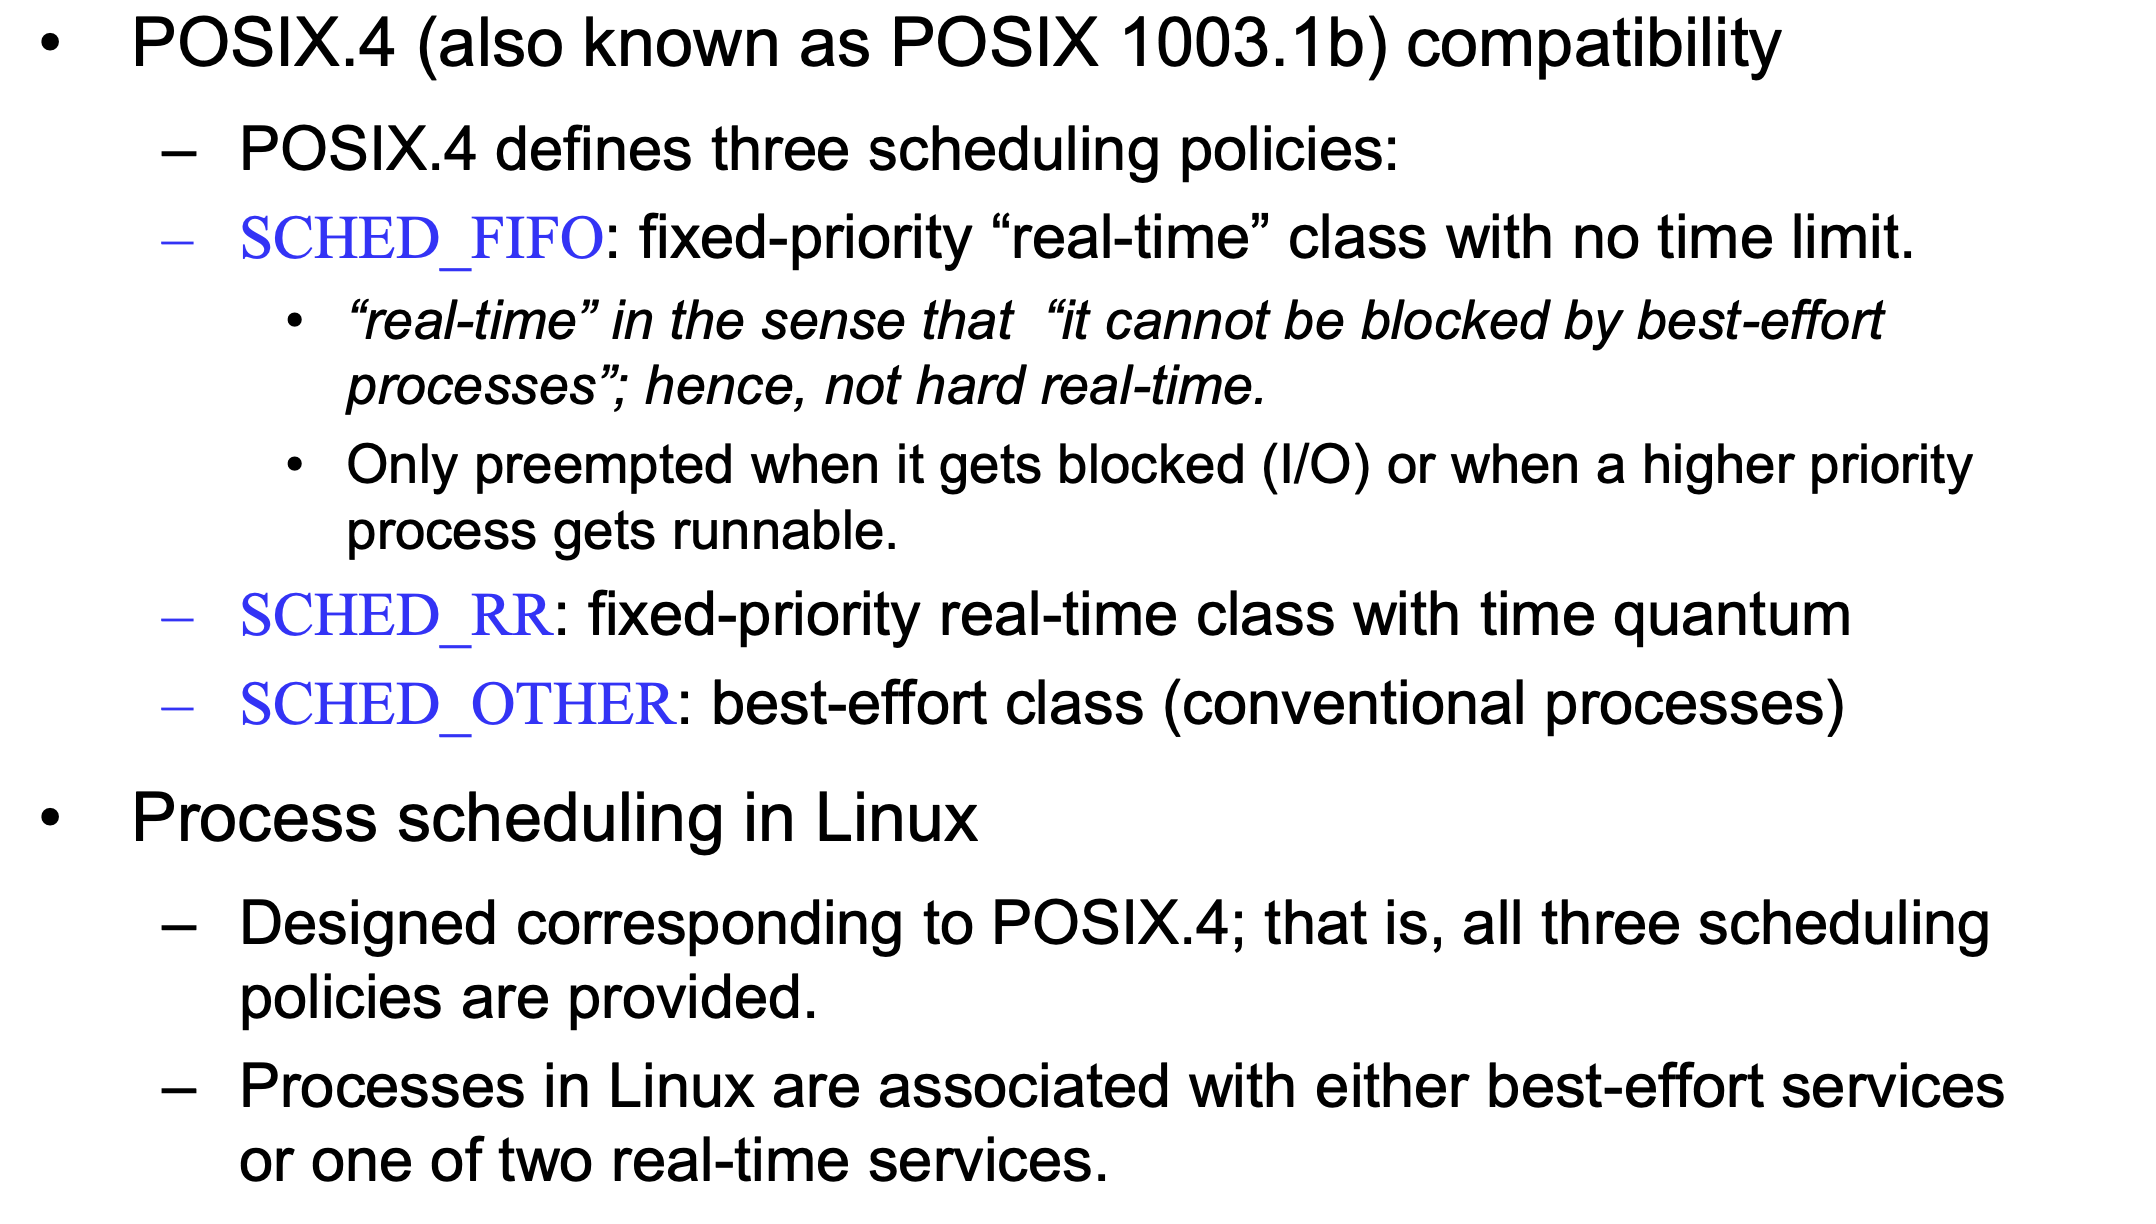 • POSIX.4 (also known as POSIX 1003.1b) compatibility
– POSIX.4 defines three scheduling policies:
– SCHED_FIFO: fixed-priority “real-time” class with no time limit.
• “real-time” in the sense that “it cannot be blocked by best-effort
processes”; hence, not hard real-time.
• Only preempted when it gets blocked (I/O) or when a higher priority
process gets runnable.
– SCHED_RR: fixed-priority real-time class with time quantum
– SCHED_OTHER: best-effort class (conventional processes)
• Process scheduling in Linux
– Designed corresponding to POSIX.4; that is, all three scheduling
policies are provided.
– Processes in Linux are associated with either best-effort services
or one of two real-time services.